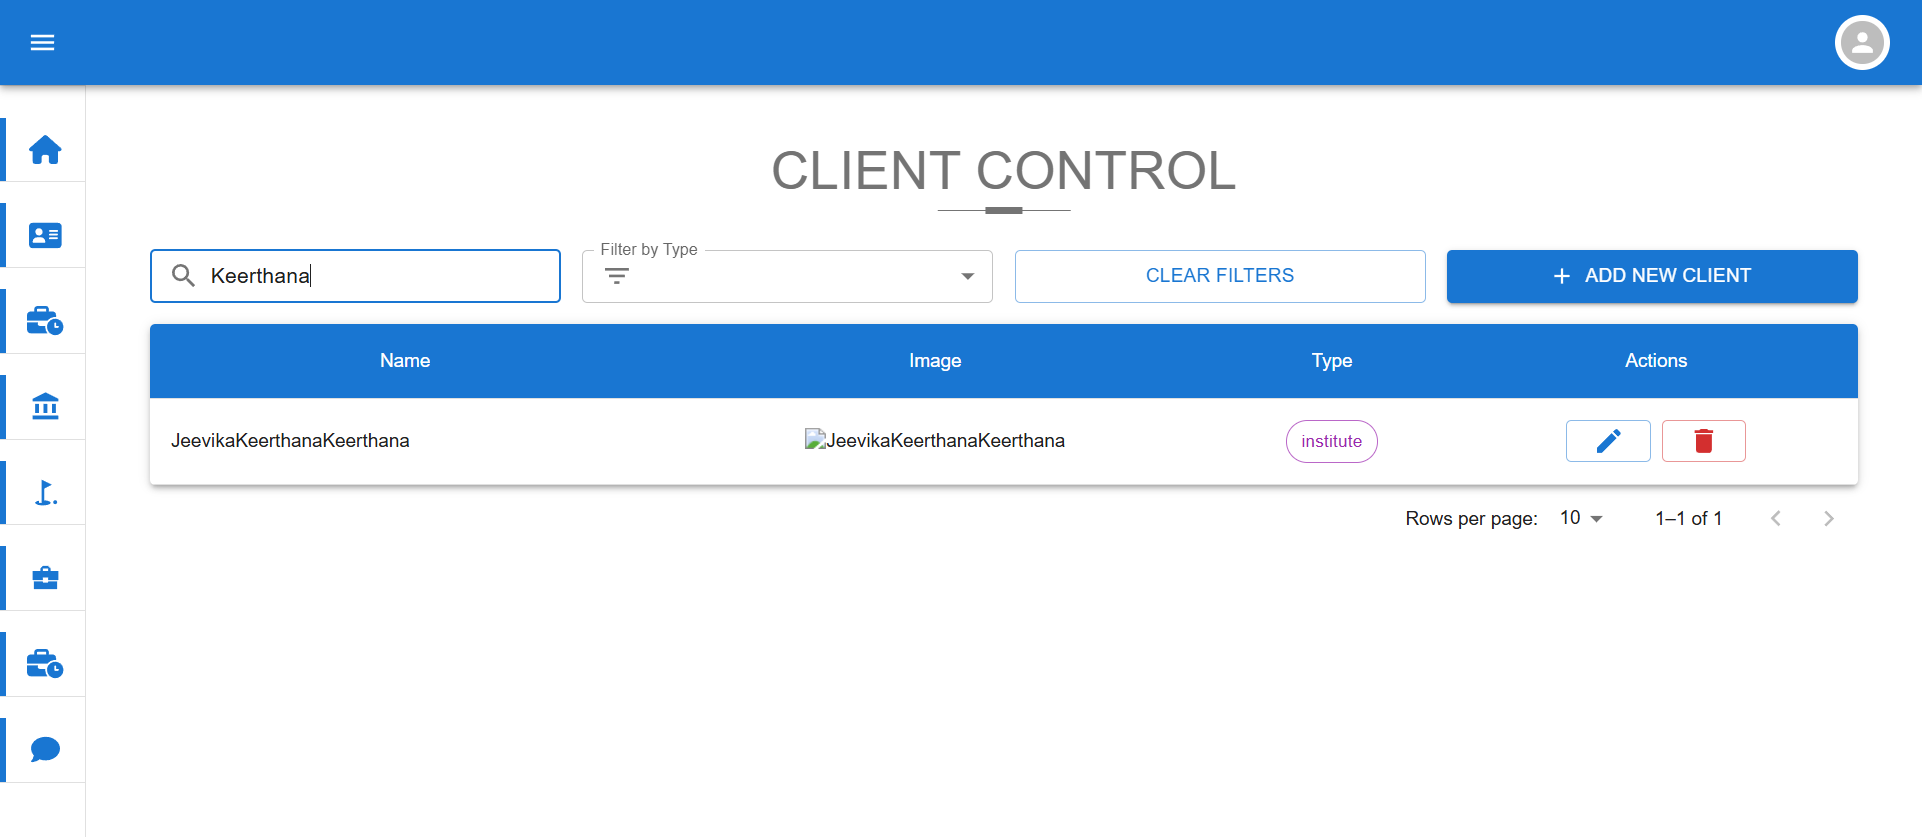 CLIENT CONTROL
Keerthana
Filter by Type
CLEAR FILTERS
ADD NEW CLIENT
Name Image Type Actions
JeevikaKeerthanaKeerthana JeevikaKeerthanaKeerthana institute
Rows per page: 10 1–1 of 1